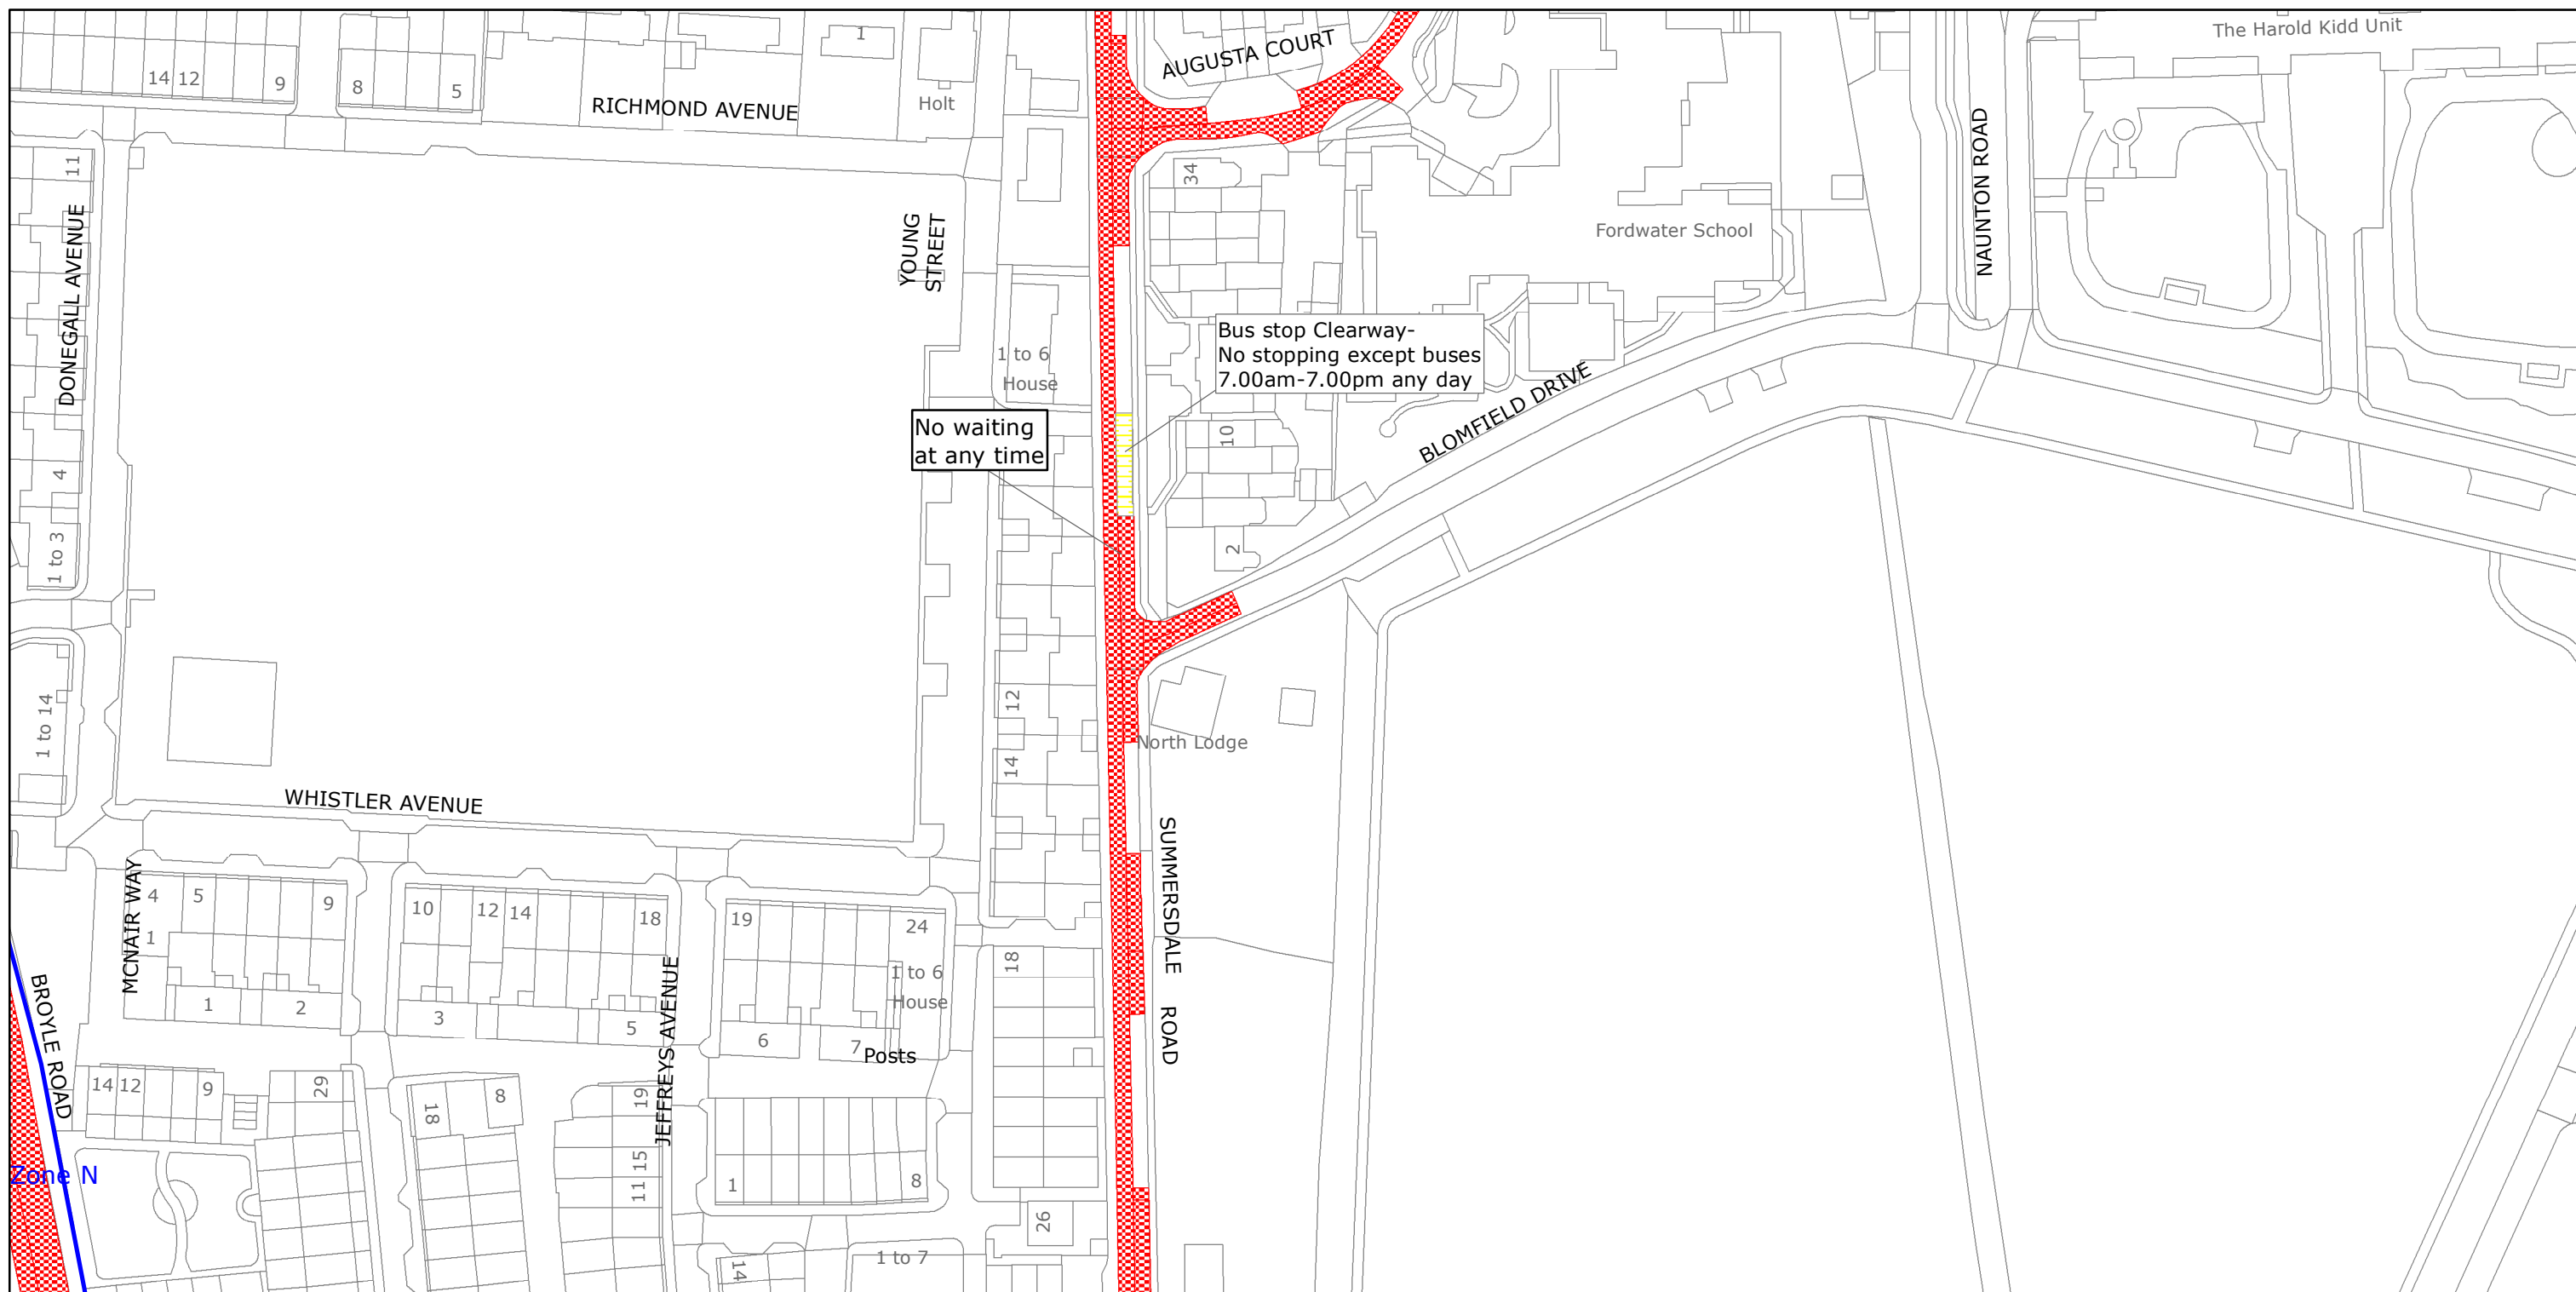 The Harold Kidd Unit
AUGUSTA COURT
1
14
12
9
8
5
RICHMOND AVENUE
Holt
NAUNTON ROAD
11
34
DONEGALL AVENUE
YOUNG
STREET
Fordwater School
Bus stop Clearway-
No stopping except buses
7.00am-7.00pm any day
1 to 6
House
BLOMFIELD DRIVE
No waiting
at any time
10
4
1 to 3
2
1 to 14
12
North Lodge
14
WHISTLER AVENUE
SUMMERSDALE ROAD
MCNAIR WAY
4
5
9
10
12
14
18
19
24
1
18
1 to 6
House
BROYLE ROAD
1
2
3
5
JEFFREYS AVENUE
6
7
Posts
14
12
9
29
18
8
19
15
11
Zone N
1
8
26
1 to 7
14